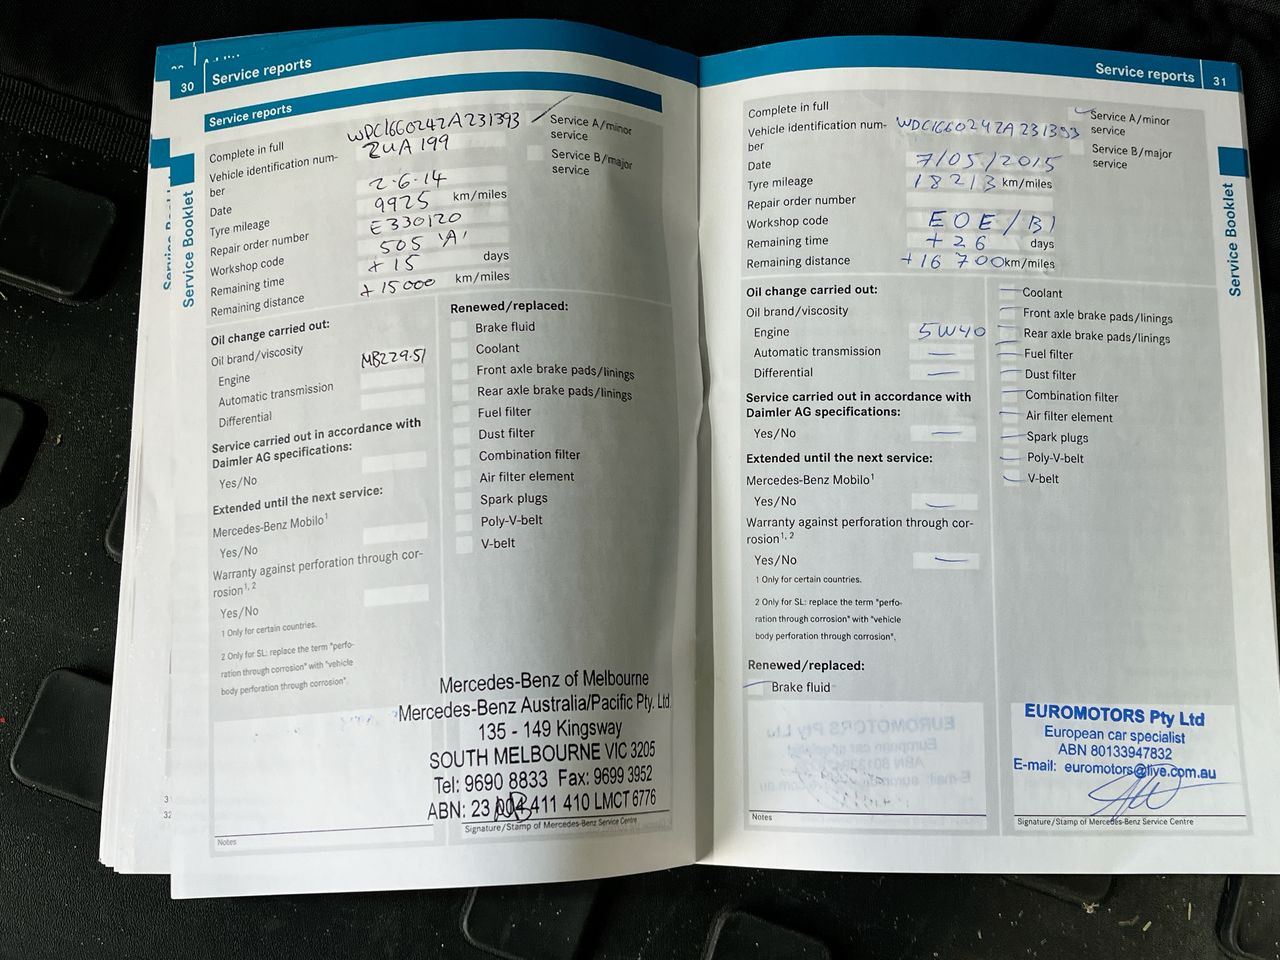 30 Service reports
Service reports
Complete in full
WDC1660242A231393
Service A/minor service
Vehicle identification number
ZUA 199
Service B/major service
Date 2·6·14
Tyre mileage 9925 km/miles
Repair order number E330120
Workshop code 505 'A'
Remaining time +15 days
Remaining distance +15000 km/miles
Oil change carried out:
Oil brand/viscosity
Engine MB229.51
Automatic transmission
Differential
Service carried out in accordance with
Daimler AG specifications:
Yes/No
Extended until the next service:
Mercedes-Benz Mobilo1
Yes/No
Warranty against perforation through cor-
rosion1, 2
Yes/No
1 Only for certain countries.
2 Only for SL: replace the term "perfo-
ration through corrosion" with "vehicle
body perforation through corrosion".
Renewed/replaced:
Brake fluid
Coolant
Front axle brake pads/linings
Rear axle brake pads/linings
Fuel filter
Dust filter
Combination filter
Air filter element
Spark plugs
Poly-V-belt
V-belt
Mercedes-Benz of Melbourne
Mercedes-Benz Australia/Pacific Pty. Ltd.
135 - 149 Kingsway
SOUTH MELBOURNE VIC 3205
Tel: 9690 8833 Fax: 9699 3952
ABN: 23 004 411 410 LMCT 6776
Notes
Signature/Stamp of Mercedes-Benz Service Centre
Service Booklet
Service reports 31
Complete in full
Service A/minor service
Vehicle identification num-
ber
WDC1660242A231393
Service B/major service
Date 7/05/2015
Tyre mileage 18213 km/miles
Repair order number
Workshop code EOE/B1
Remaining time +26 days
Remaining distance +16 700 km/miles
Oil change carried out:
Oil brand/viscosity
Engine 5W40
Automatic transmission —
Differential —
Service carried out in accordance with
Daimler AG specifications:
Yes/No —
Extended until the next service:
Mercedes-Benz Mobilo1
Yes/No —
Warranty against perforation through cor-
rosion1, 2
Yes/No —
1 Only for certain countries.
2 Only for SL: replace the term "perfo-
ration through corrosion" with "vehicle
body perforation through corrosion".
Renewed/replaced:
Brake fluid
Coolant
Front axle brake pads/linings
Rear axle brake pads/linings
Fuel filter
Dust filter
Combination filter
Air filter element
Spark plugs
Poly-V-belt
V-belt
EUROMOTORS Pty Ltd
European car specialist
ABN 80133947832
E-mail: euromotors@live.com.au
Notes
Signature/Stamp of Mercedes-Benz Service Centre
Service Booklet